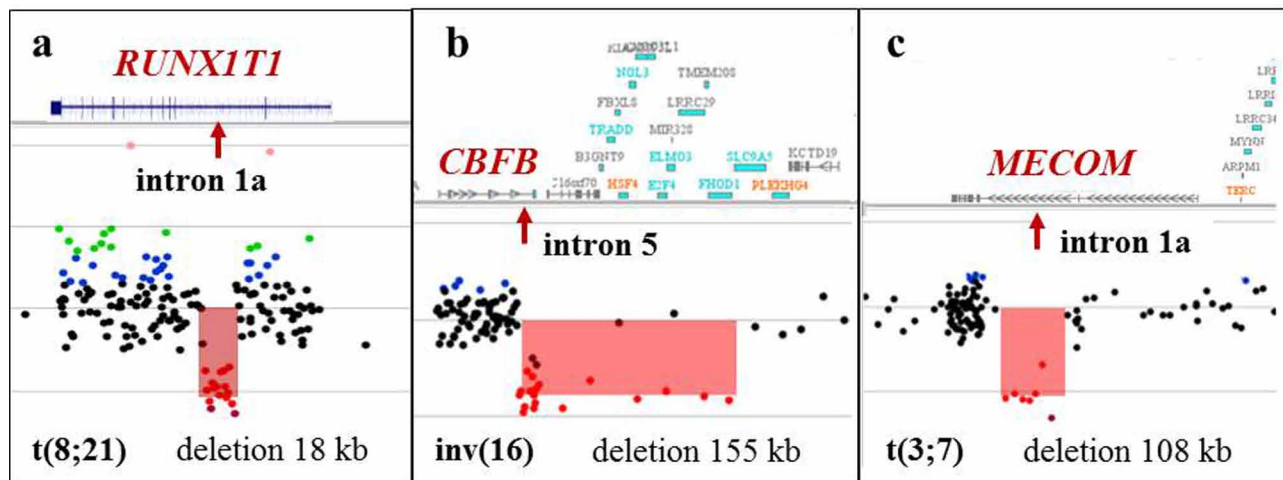 a
RUNX1T1
intron 1a
t(8;21) deletion 18 kb
b
NOL3 TMEM208
FBXL8 LRRC29
TRADD MIR328
CBFB B3GNT9 ELMO3 SLC9A5 KCTD19
HSF4 E2F4 FHOD1 PLEKHG4
intron 5
inv(16) deletion 155 kb
c
MECOM
MYNN
ARPM1
TERC
intron 1a
t(3;7) deletion 108 kb